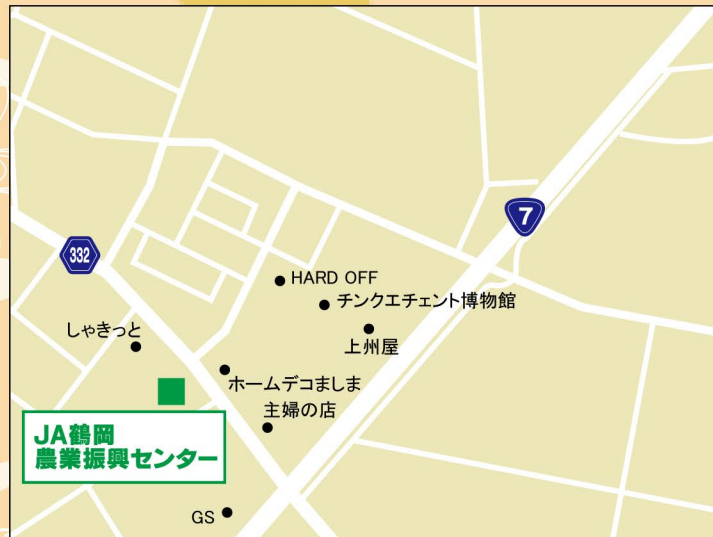 7
332
HARD OFF
チンクエチェント博物館
上州屋
しゃきっと
ホームデコましま
主婦の店
JA鶴岡
農業振興センター
GS